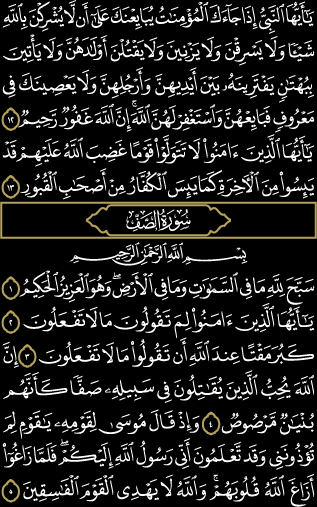 يَٰٓأَيُّهَا ٱلنَّبِيُّ إِذَا جَآءَكَ ٱلْمُؤْمِنَٰتُ يُبَايِعْنَكَ عَلَىٰٓ أَن لَّا يُشْرِكْنَ بِٱللَّهِ
شَيْـًٔا وَلَا يَسْرِقْنَ وَلَا يَزْنِينَ وَلَا يَقْتُلْنَ أَوْلَٰدَهُنَّ وَلَا يَأْتِينَ
بِبُهْتَٰنٍ يَفْتَرِينَهُۥ بَيْنَ أَيْدِيهِنَّ وَأَرْجُلِهِنَّ وَلَا يَعْصِينَكَ فِي
مَعْرُوفٍ فَبَايِعْهُنَّ وَٱسْتَغْفِرْ لَهُنَّ ٱللَّهَ إِنَّ ٱللَّهَ غَفُورٌ رَّحِيمٌ ١٢
يَٰٓأَيُّهَا ٱلَّذِينَ ءَامَنُوا۟ لَا تَتَوَلَّوْا۟ قَوْمًا غَضِبَ ٱللَّهُ عَلَيْهِمْ قَدْ
يَئِسُوا۟ مِنَ ٱلْءَاخِرَةِ كَمَا يَئِسَ ٱلْكُفَّارُ مِنْ أَصْحَٰبِ ٱلْقُبُورِ ١٣
سُورَةُ الصَّفِّ
بِسْمِ ٱللَّهِ ٱلرَّحْمَٰنِ ٱلرَّحِيمِ
سَبَّحَ لِلَّهِ مَا فِي ٱلسَّمَٰوَٰتِ وَمَا فِي ٱلْأَرْضِ ۖ وَهُوَ ٱلْعَزِيزُ ٱلْحَكِيمُ ١
يَٰٓأَيُّهَا ٱلَّذِينَ ءَامَنُوا۟ لِمَ تَقُولُونَ مَا لَا تَفْعَلُونَ ٢
كَبُرَ مَقْتًا عِندَ ٱللَّهِ أَن تَقُولُوا۟ مَا لَا تَفْعَلُونَ ٣ إِنَّ
ٱللَّهَ يُحِبُّ ٱلَّذِينَ يُقَٰتِلُونَ فِي سَبِيلِهِۦ صَفًّا كَأَنَّهُم
بُنْيَٰنٌ مَّرْصُوصٌ ٤ وَإِذْ قَالَ مُوسَىٰ لِقَوْمِهِۦ يَٰقَوْمِ لِمَ
تُؤْذُونَنِي وَقَد تَّعْلَمُونَ أَنِّي رَسُولُ ٱللَّهِ إِلَيْكُمْ ۖ فَلَمَّا زَاغُوٓا۟
أَزَاغَ ٱللَّهُ قُلُوبَهُمْ ۚ وَٱللَّهُ لَا يَهْدِي ٱلْقَوْمَ ٱلْفَٰسِقِينَ ٥